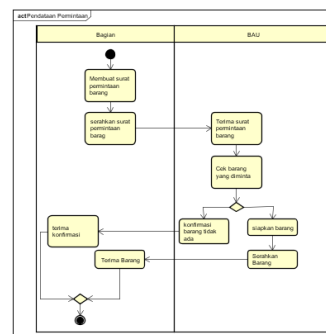 act Pendataan Permintaan
Bagian
BAU
Membuat surat
permintaan
barang
serahkan surat
permintaan
barag
Terima surat
permintaan
barang
Cek barang
yang diminta
terima
konfirmasi
konfirmasi
barang tidak
ada
siapkan barang
Terima Barang
Serahkan
Barang